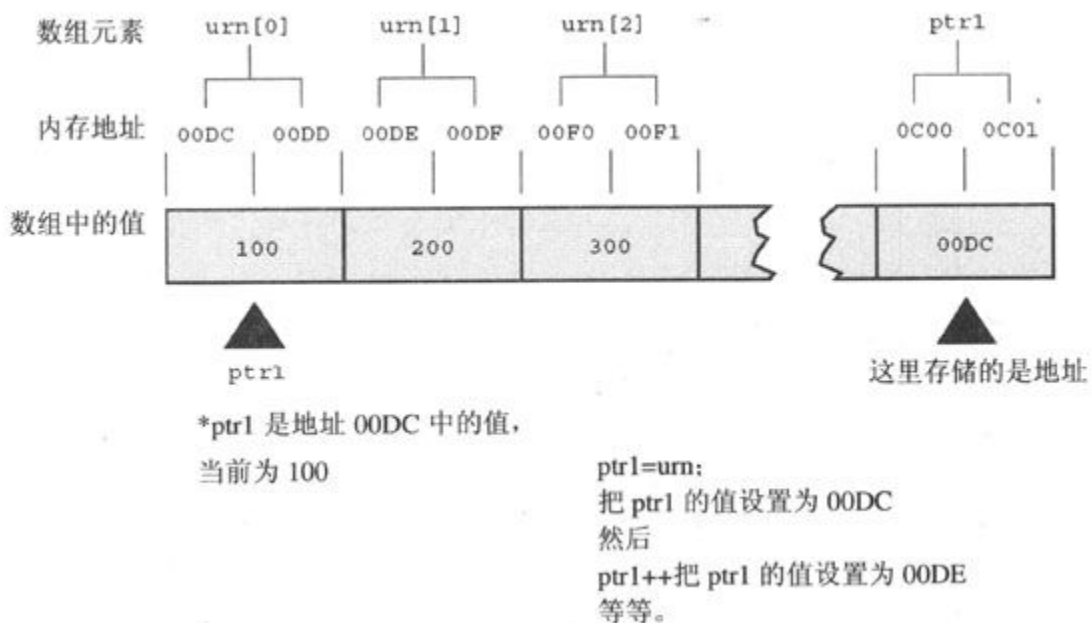 数组元素 urn[0] urn[1] urn[2] ptr1
内存地址 00DC 00DD 00DE 00DF 00F0 00F1 0C00 0C01
数组中的值 100 200 300 00DC
ptr1 这里存储的是地址
*ptr1 是地址 00DC 中的值，
当前为 100
ptr1=urn;
把 ptr1 的值设置为 00DC
然后
ptr1++把 ptr1 的值设置为 00DE
等等。